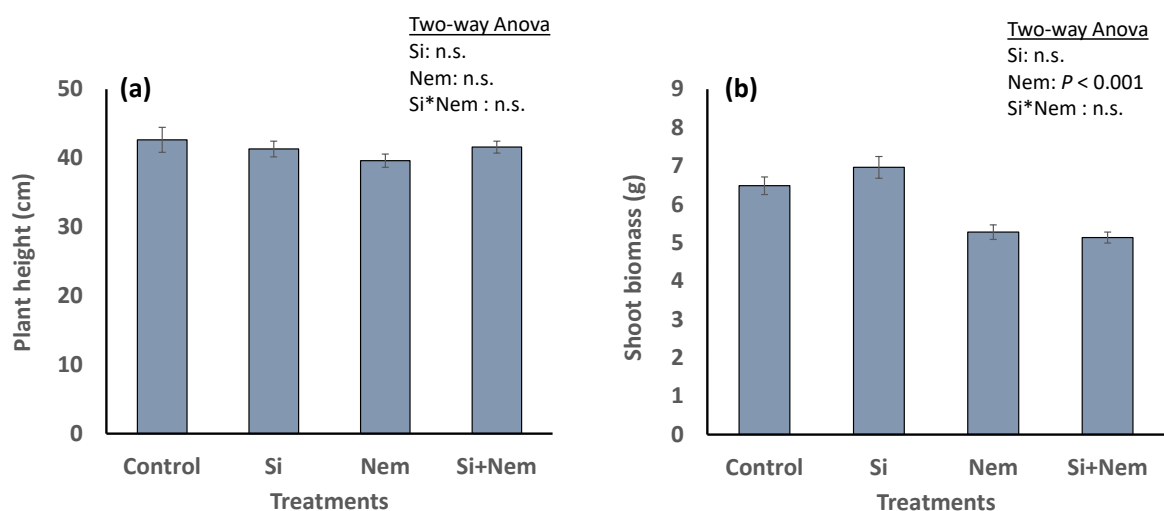 Two-way Anova
Si: n.s.
Nem: n.s.
Si*Nem : n.s.
(a)
50
40
30
20
10
0
Plant height (cm)
Control Si Nem Si+Nem
Treatments
Two-way Anova
Si: n.s.
Nem: P < 0.001
Si*Nem : n.s.
(b)
9
8
7
6
5
4
3
2
1
0
Shoot biomass (g)
Control Si Nem Si+Nem
Treatments